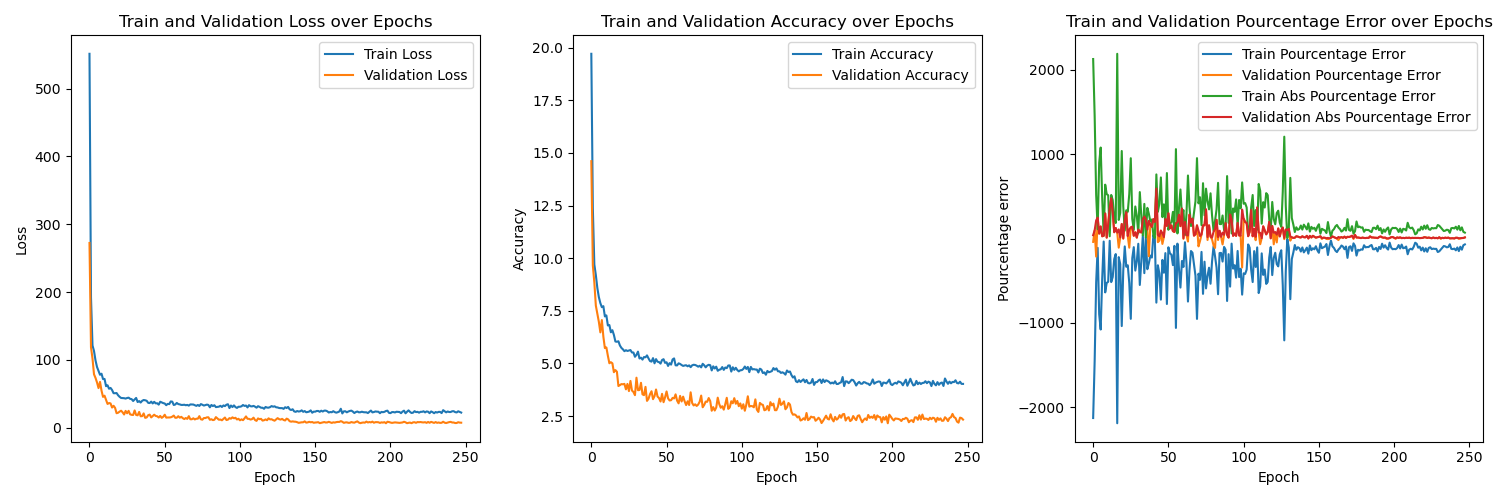 Train and Validation Loss over Epochs
Train Loss
Validation Loss
500
400
300
200
100
0
Loss
0 50 100 150 200 250
Epoch
Train and Validation Accuracy over Epochs
Train Accuracy
Validation Accuracy
20.0
17.5
15.0
12.5
10.0
7.5
5.0
2.5
Accuracy
0 50 100 150 200 250
Epoch
Train and Validation Pourcentage Error over Epochs
Train Pourcentage Error
Validation Pourcentage Error
Train Abs Pourcentage Error
Validation Abs Pourcentage Error
2000
1000
0
−1000
−2000
Pourcentage error
0 50 100 150 200 250
Epoch